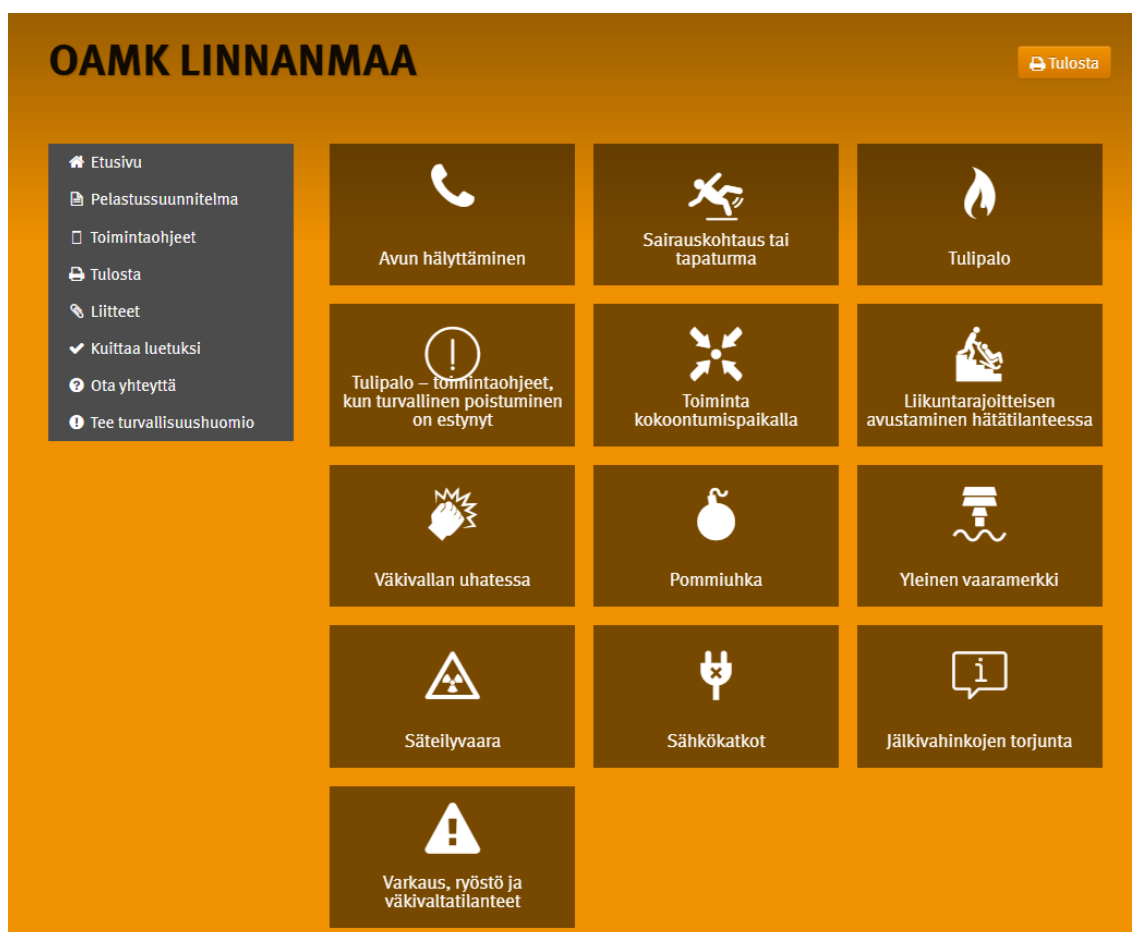 OAMK LINNANMAA
Tulosta
Etusivu
Pelastussuunnitelma
Toimintaohjeet
Tulosta
Liitteet
Kuittaa luetuksi
Ota yhteyttä
Tee turvallisuushuomio
Avun hälyttäminen
Sairauskohtaus tai
tapaturma
Tulipalo
Tulipalo – toimintaohjeet,
kun turvallinen poistuminen
on estynyt
Toiminta
kokoontumispaikalla
Liikuntarajoitteisen
avustaminen hätätilanteessa
Väkivallan uhatessa
Pommiuhka
Yleinen vaaramerkki
Säteilyvaara
Sähkökatkot
Jälkivahinkojen torjunta
Varkaus, ryöstö ja
väkivaltatilanteet